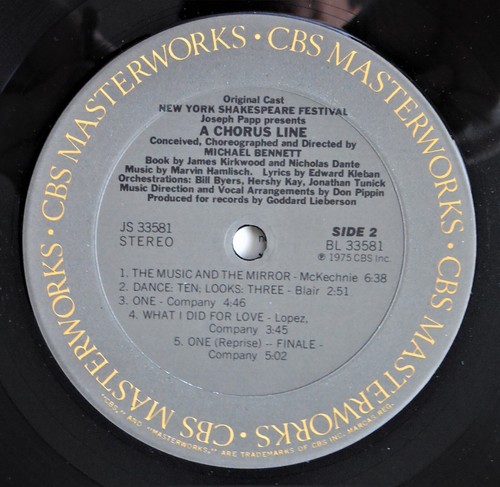 CBS MASTERWORKS • CBS MASTERWORKS • CBS MASTERWORKS • CBS MASTERWORKS •
Original Cast
NEW YORK SHAKESPEARE FESTIVAL
Joseph Papp presents
A CHORUS LINE
Conceived, Choreographed and Directed by
MICHAEL BENNETT
Book by James Kirkwood and Nicholas Dante
Music by Marvin Hamlisch. Lyrics by Edward Kleban
Orchestrations: Bill Byers, Hershy Kay, Jonathan Tunick
Music Direction and Vocal Arrangements by Don Pippin
Produced for records by Goddard Lieberson
JS 33581
STEREO
SIDE 2
BL 33581
℗ 1975 CBS Inc.
1. THE MUSIC AND THE MIRROR - McKechnie 6:38
2. DANCE: TEN; LOOKS; THREE - Blair 2:51
3. ONE - Company 4:46
4. WHAT I DID FOR LOVE - Lopez,
Company 3:45
5. ONE (Reprise) -- FINALE -
Company 5:02
"CBS," AND "MASTERWORKS," ARE TRADEMARKS OF CBS INC. MARCAS REG.